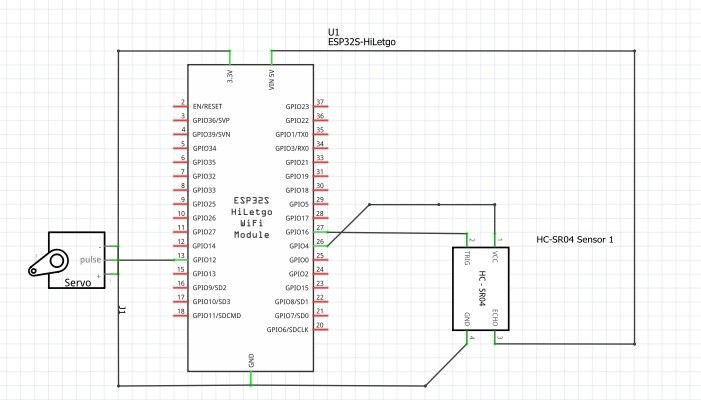 U1
ESP32S-HiLetgo
3.3V
VIN 5V
2 EN/RESET
3 GPIO36/SVP
4 GPIO39/SVN
5 GPIO34
6 GPIO35
7 GPIO32
8 GPIO33
9 GPIO25
10 GPIO26
11 GPIO27
12 GPIO14
13 GPIO12
15 GPIO13
16 GPIO9/SD2
17 GPIO10/SD3
18 GPIO11/SDCMD
GPIO23 37
GPIO22 36
GPIO1/TX0 35
GPIO3/RX0 34
GPIO21 33
GPIO19 31
GPIO18 30
GPIO5 29
GPIO17 28
GPIO16 27
GPIO4 26
GPIO0 25
GPIO2 24
GPIO15 23
GPIO8/SD1 22
GPIO7/SD0 21
GPIO6/SDCLK 20
ESP32S
HiLetgo
WiFi
Module
GND
-
pulse
+
Servo
J1
HC-SR04 Sensor 1
2 1
TRIG VCC
HC - SR04
GND ECHO
4 3